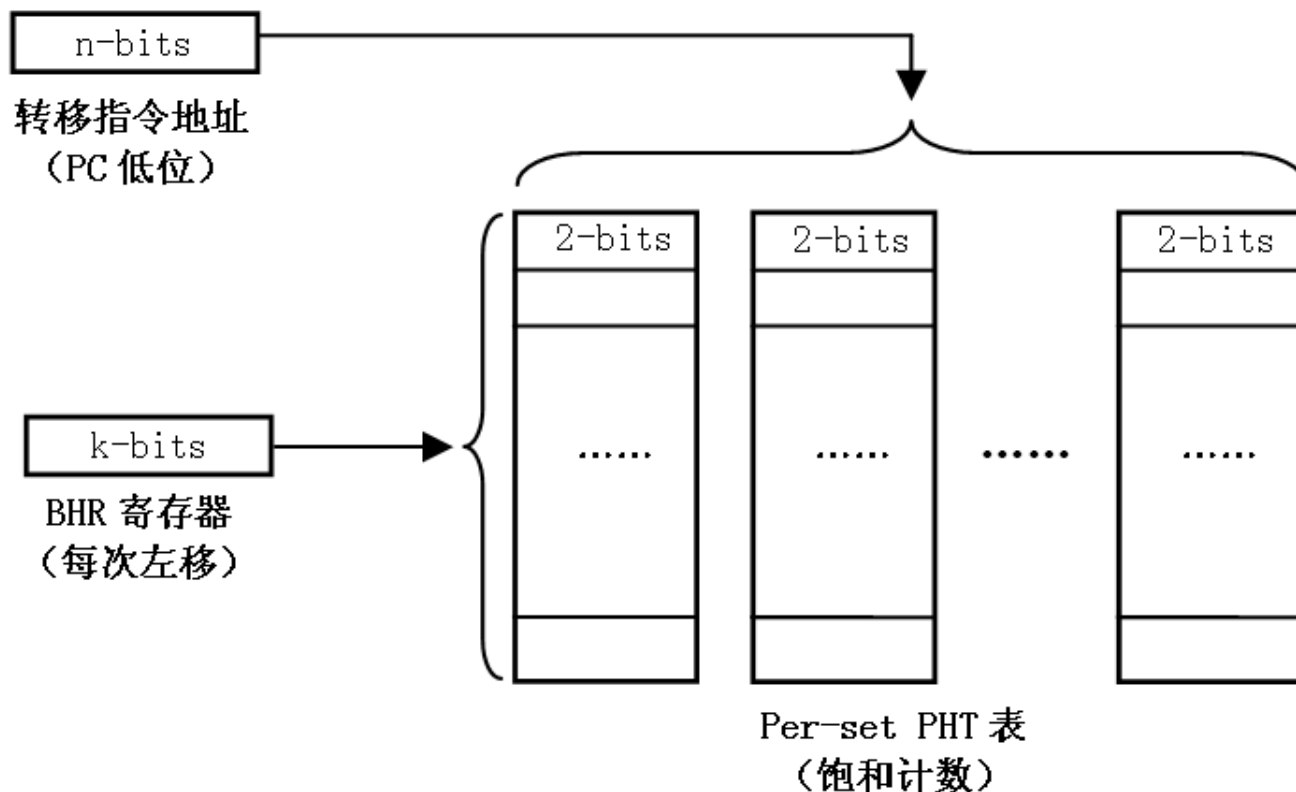 n-bits
转移指令地址
（PC 低位）
2-bits 2-bits 2-bits
k-bits
…… …… …… ……
BHR 寄存器
（每次左移）
Per-set PHT 表
（饱和计数）